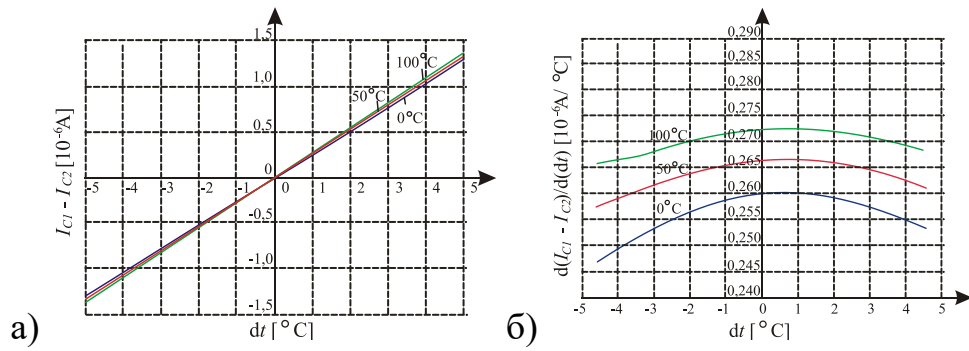 1,5
1,0
0,5
0
-0,5
-1,0
-1,5
-5 -4 -3 -2 -1 0 1 2 3 4 5
100°C
50°C
0°C
I_C1 - I_C2 [10⁻⁶A]
dt [°C]
а)
0,290
0,285
0,280
0,275
0,270
0,265
0,260
0,255
0,250
0,245
0,240
-5 -4 -3 -2 -1 0 1 2 3 4 5
100°C
50°C
0°C
d(I_C1 - I_C2)/d(dt) [10⁻⁶A/ °C]
dt [°C]
б)